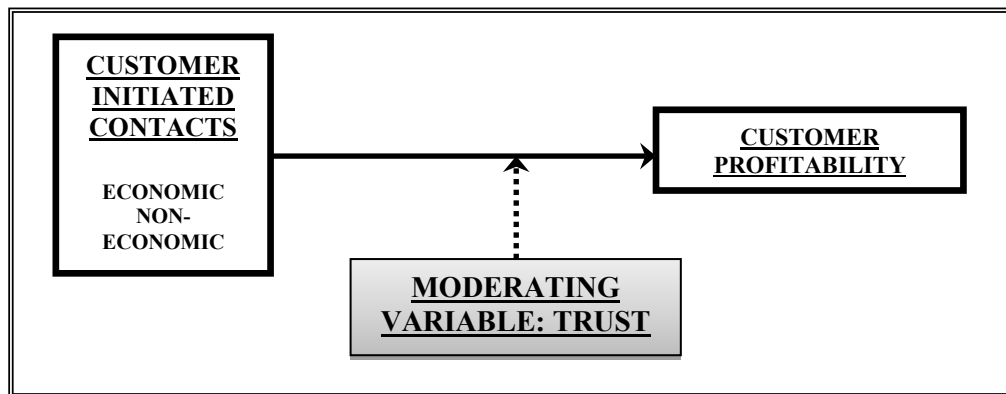 CUSTOMER
INITIATED
CONTACTS
ECONOMIC
NON-
ECONOMIC
CUSTOMER
PROFITABILITY
MODERATING
VARIABLE: TRUST